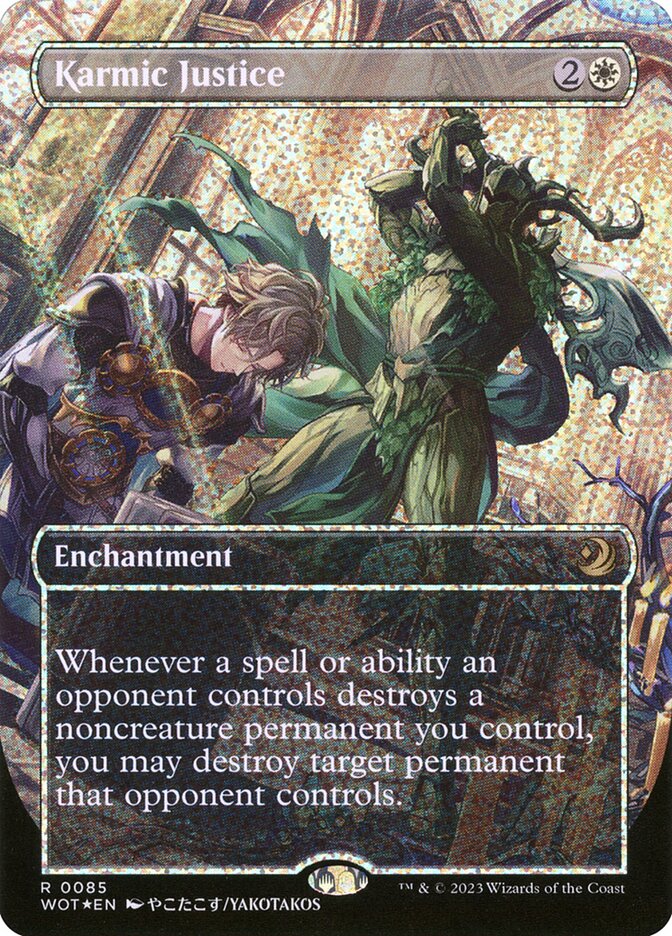 Karmic Justice 2
Enchantment
Whenever a spell or ability an
opponent controls destroys a
noncreature permanent you control,
you may destroy target permanent
that opponent controls.
R 0085
™ & © 2023 Wizards of the Coast
WOT★EN やこたこす/YAKOTAKOS